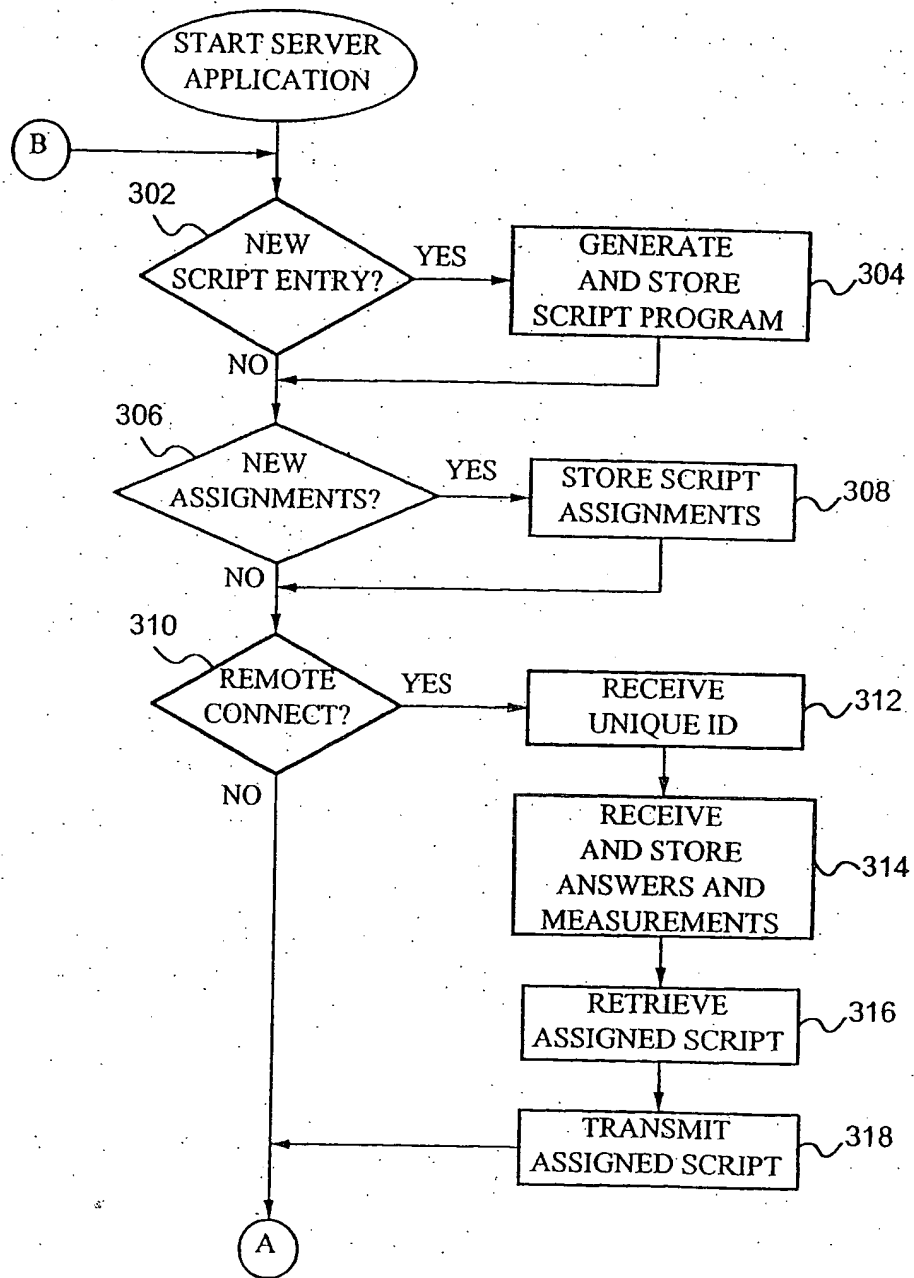 START SERVER
APPLICATION
B
302
NEW
SCRIPT ENTRY?
YES
GENERATE
AND STORE
SCRIPT PROGRAM
304
NO
306
NEW
ASSIGNMENTS?
YES
STORE SCRIPT
ASSIGNMENTS
308
NO
310
REMOTE
CONNECT?
YES
RECEIVE
UNIQUE ID
312
NO
RECEIVE
AND STORE
ANSWERS AND
MEASUREMENTS
314
RETRIEVE
ASSIGNED SCRIPT
316
TRANSMIT
ASSIGNED SCRIPT
318
A